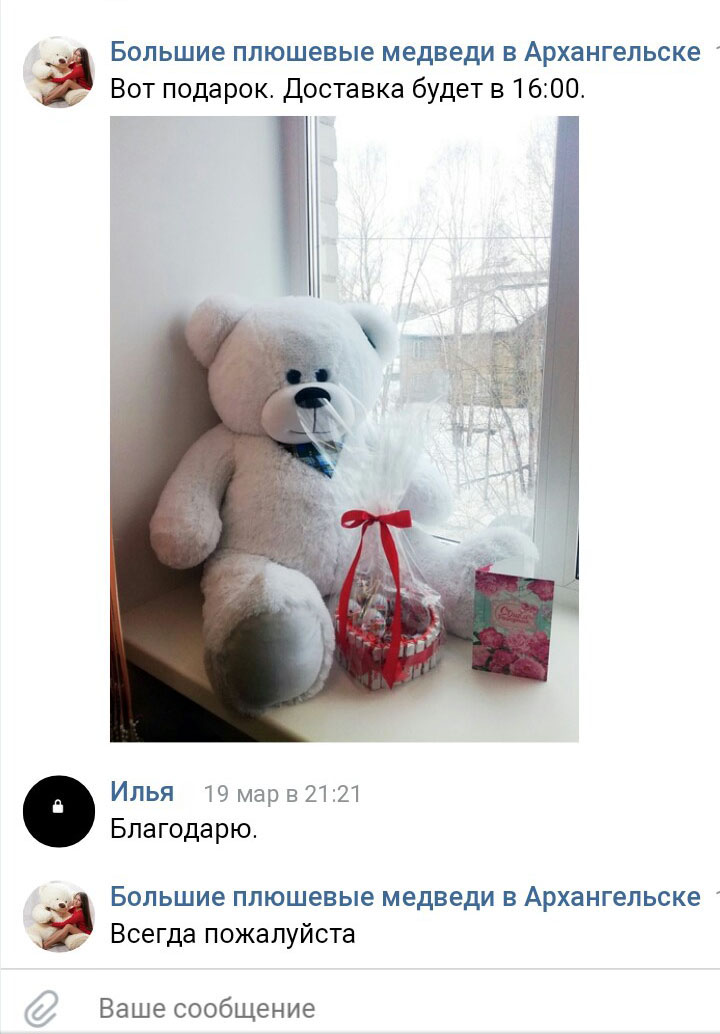 Большие плюшевые медведи в Архангельске
Вот подарок. Доставка будет в 16:00.
Илья 19 мар в 21:21
Благодарю.
Большие плюшевые медведи в Архангельске
Всегда пожалуйста
Ваше сообщение